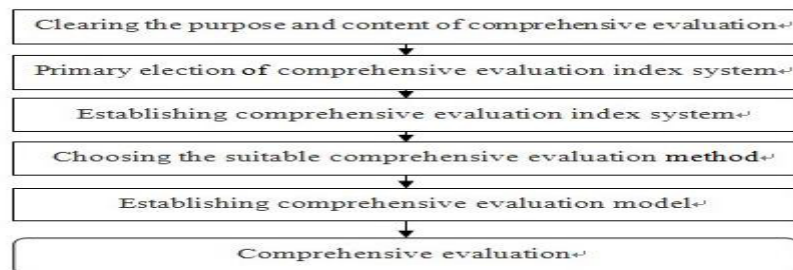 Clearing the purpose and content of comprehensive evaluation↵
Primary election of comprehensive evaluation index system↵
Establishing comprehensive evaluation index system↵
Choosing the suitable comprehensive evaluation method↵
Establishing comprehensive evaluation model↵
Comprehensive evaluation↵